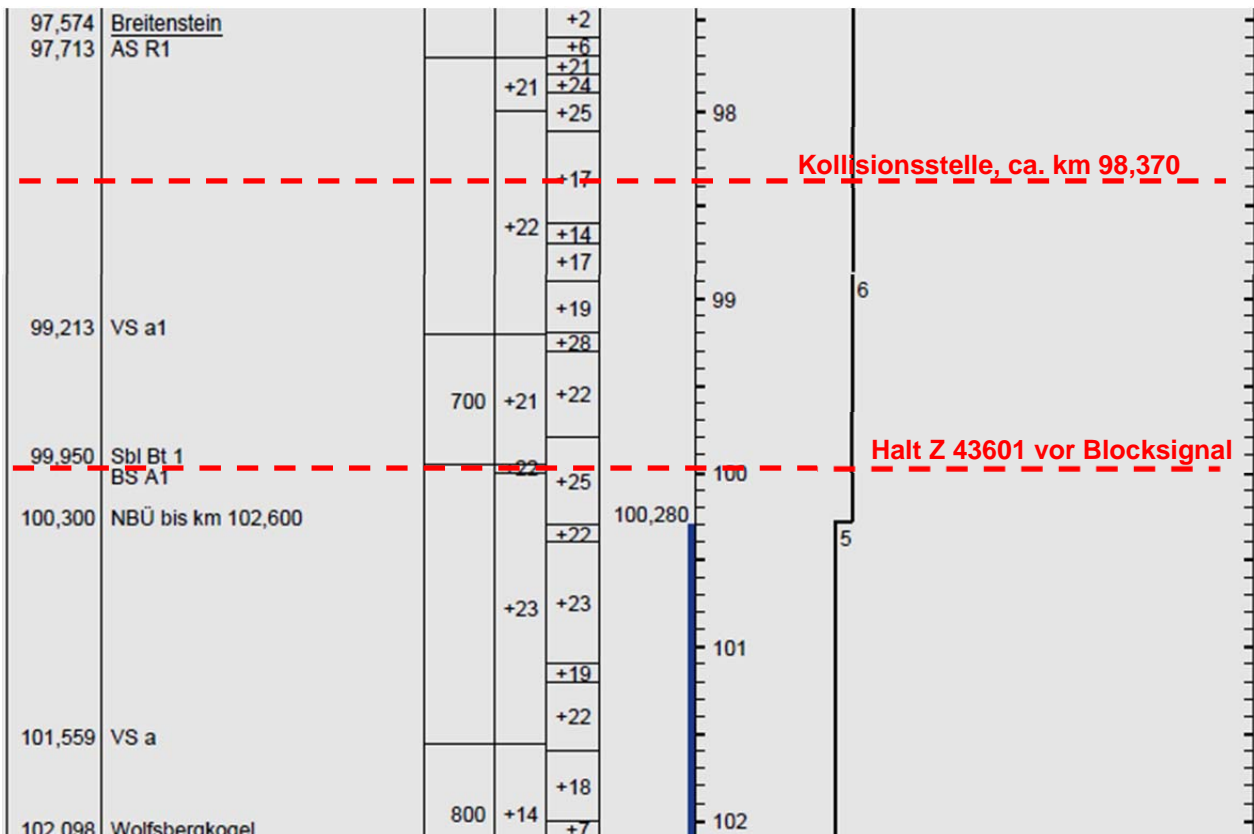 97,574 Breitenstein +2
97,713 AS R1 +6
+21
+21 +24
+25 98
Kollisionsstelle, ca. km 98,370
+17
+22 +14
+17
6
+19 99
99,213 VS a1
+28
700 +21 +22
Halt Z 43601 vor Blocksignal
99,950 Sbl Bt 1
+22
BS A1 +25 100
100,300 NBÜ bis km 102,600 100,280
+22 5
+23 +23
101
+19
+22
101,559 VS a
+18
800 +14
102,098 Wolfsbergkogel +7 102